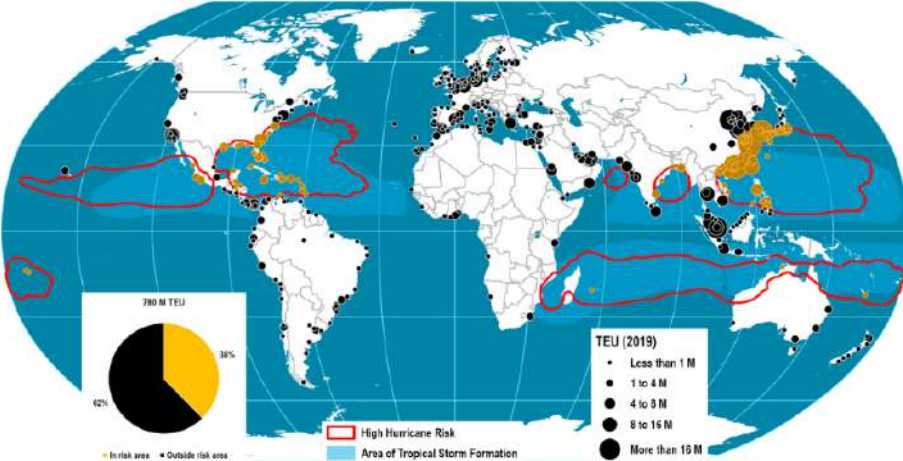 780 M TEU
38%
62%
In risk area
Outside risk area
High Hurricane Risk
Area of Tropical Storm Formation
TEU (2019)
Less than 1 M
1 to 4 M
4 to 8 M
8 to 16 M
More than 16 M